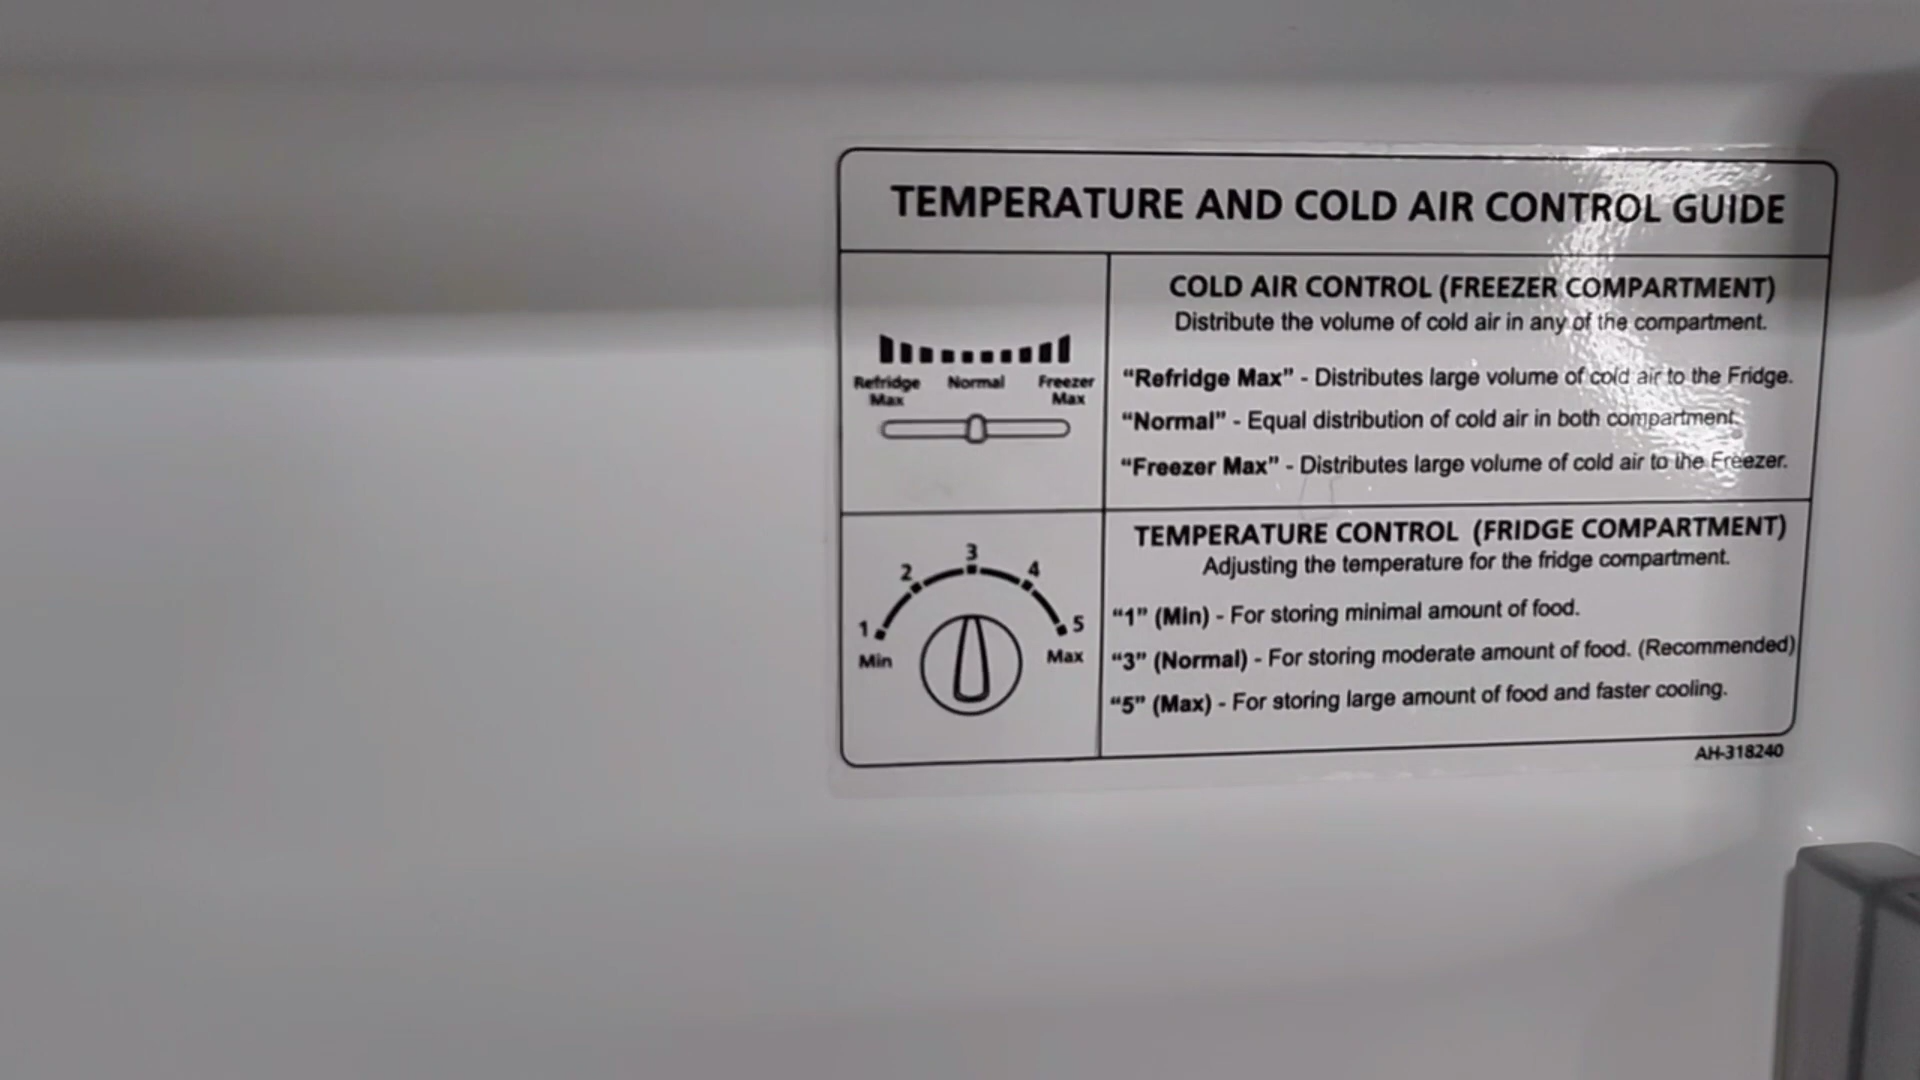 TEMPERATURE AND COLD AIR CONTROL GUIDE
Refridge Max
Normal
Freezer Max
COLD AIR CONTROL (FREEZER COMPARTMENT)
Distribute the volume of cold air in any of the compartment.
“Refridge Max” - Distributes large volume of cold air to the Fridge.
“Normal” - Equal distribution of cold air in both compartment.
“Freezer Max” - Distributes large volume of cold air to the Freezer.
1
2
3
4
5
Min
Max
TEMPERATURE CONTROL (FRIDGE COMPARTMENT)
Adjusting the temperature for the fridge compartment.
“1” (Min) - For storing minimal amount of food.
“3” (Normal) - For storing moderate amount of food. (Recommended)
“5” (Max) - For storing large amount of food and faster cooling.
AH-318240